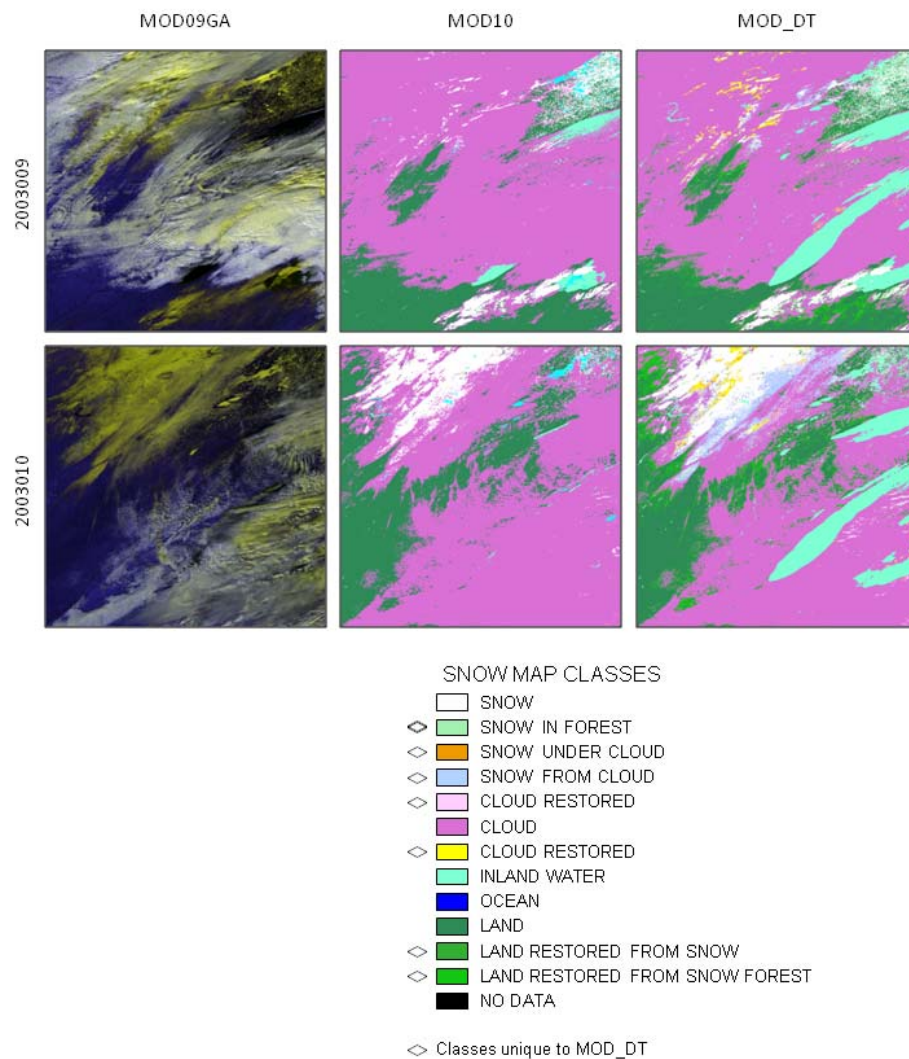 MOD09GA MOD10 MOD_DT
2003009
2003010
SNOW MAP CLASSES
SNOW
SNOW IN FOREST
SNOW UNDER CLOUD
SNOW FROM CLOUD
CLOUD RESTORED
CLOUD
CLOUD RESTORED
INLAND WATER
OCEAN
LAND
LAND RESTORED FROM SNOW
LAND RESTORED FROM SNOW FOREST
NO DATA
Classes unique to MOD_DT